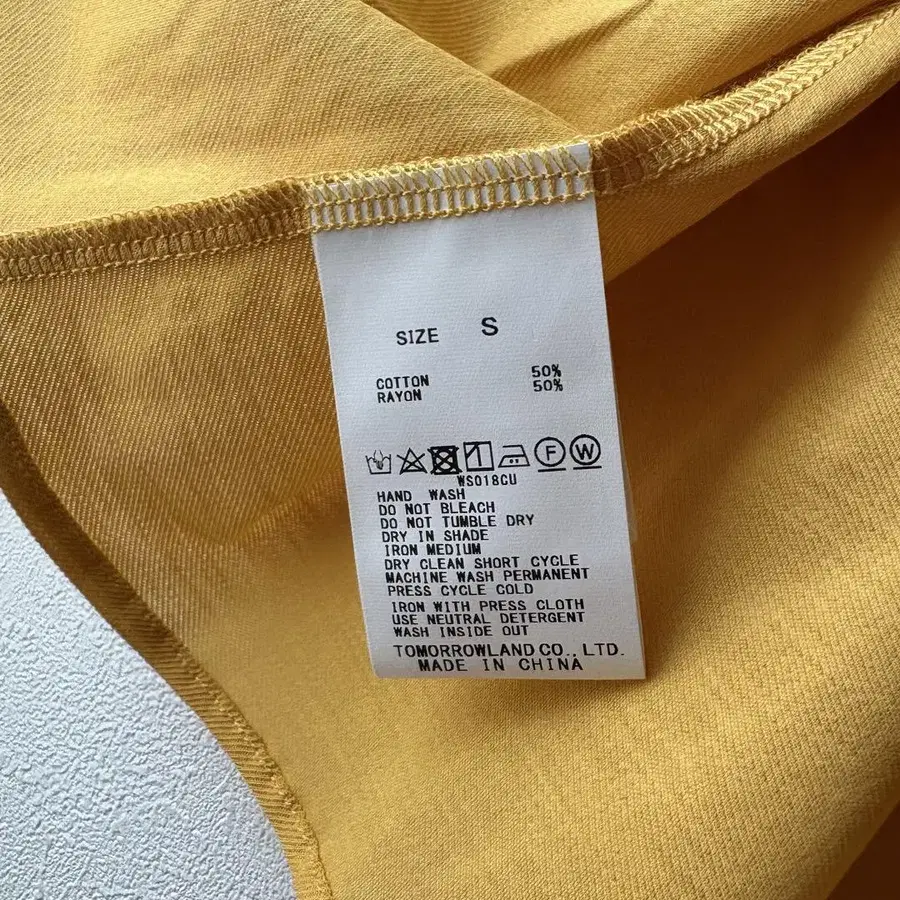 SIZE S
COTTON 50%
RAYON 50%
F W
WS018CU
HAND WASH
DO NOT BLEACH
DO NOT TUMBLE DRY
DRY IN SHADE
IRON MEDIUM
DRY CLEAN SHORT CYCLE
MACHINE WASH PERMANENT
PRESS CYCLE COLD
IRON WITH PRESS CLOTH
USE NEUTRAL DETERGENT
WASH INSIDE OUT
TOMORROWLAND CO., LTD.
MADE IN CHINA